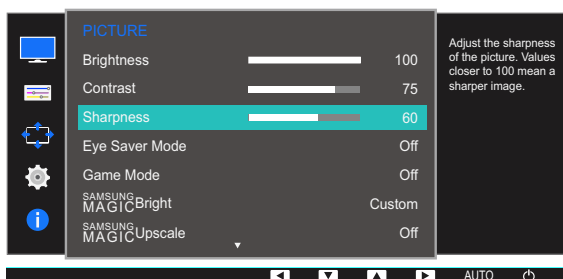 PICTURE
Brightness 100
Contrast 75
Sharpness 60
Eye Saver Mode Off
Game Mode Off
SAMSUNG
MAGICBright Custom
SAMSUNG
MAGICUpscale Off
Adjust the sharpness
of the picture. Values
closer to 100 mean a
sharper image.
AUTO